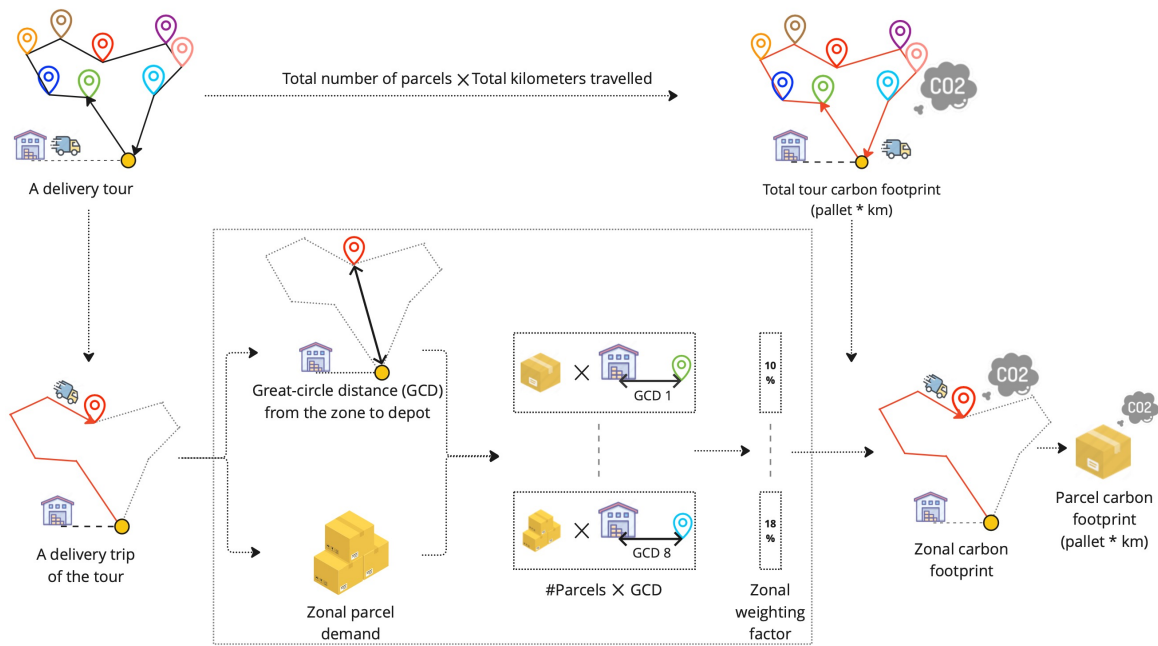 Total number of parcels × Total kilometers travelled
CO2
A delivery tour
Total tour carbon footprint
(pallet * km)
Great-circle distance (GCD)
from the zone to depot
GCD 1
10
%
CO2
CO2
A delivery trip
of the tour
Zonal parcel
demand
GCD 8
#Parcels × GCD
18
%
Zonal
weighting
factor
Zonal carbon
footprint
Parcel carbon
footprint
(pallet * km)